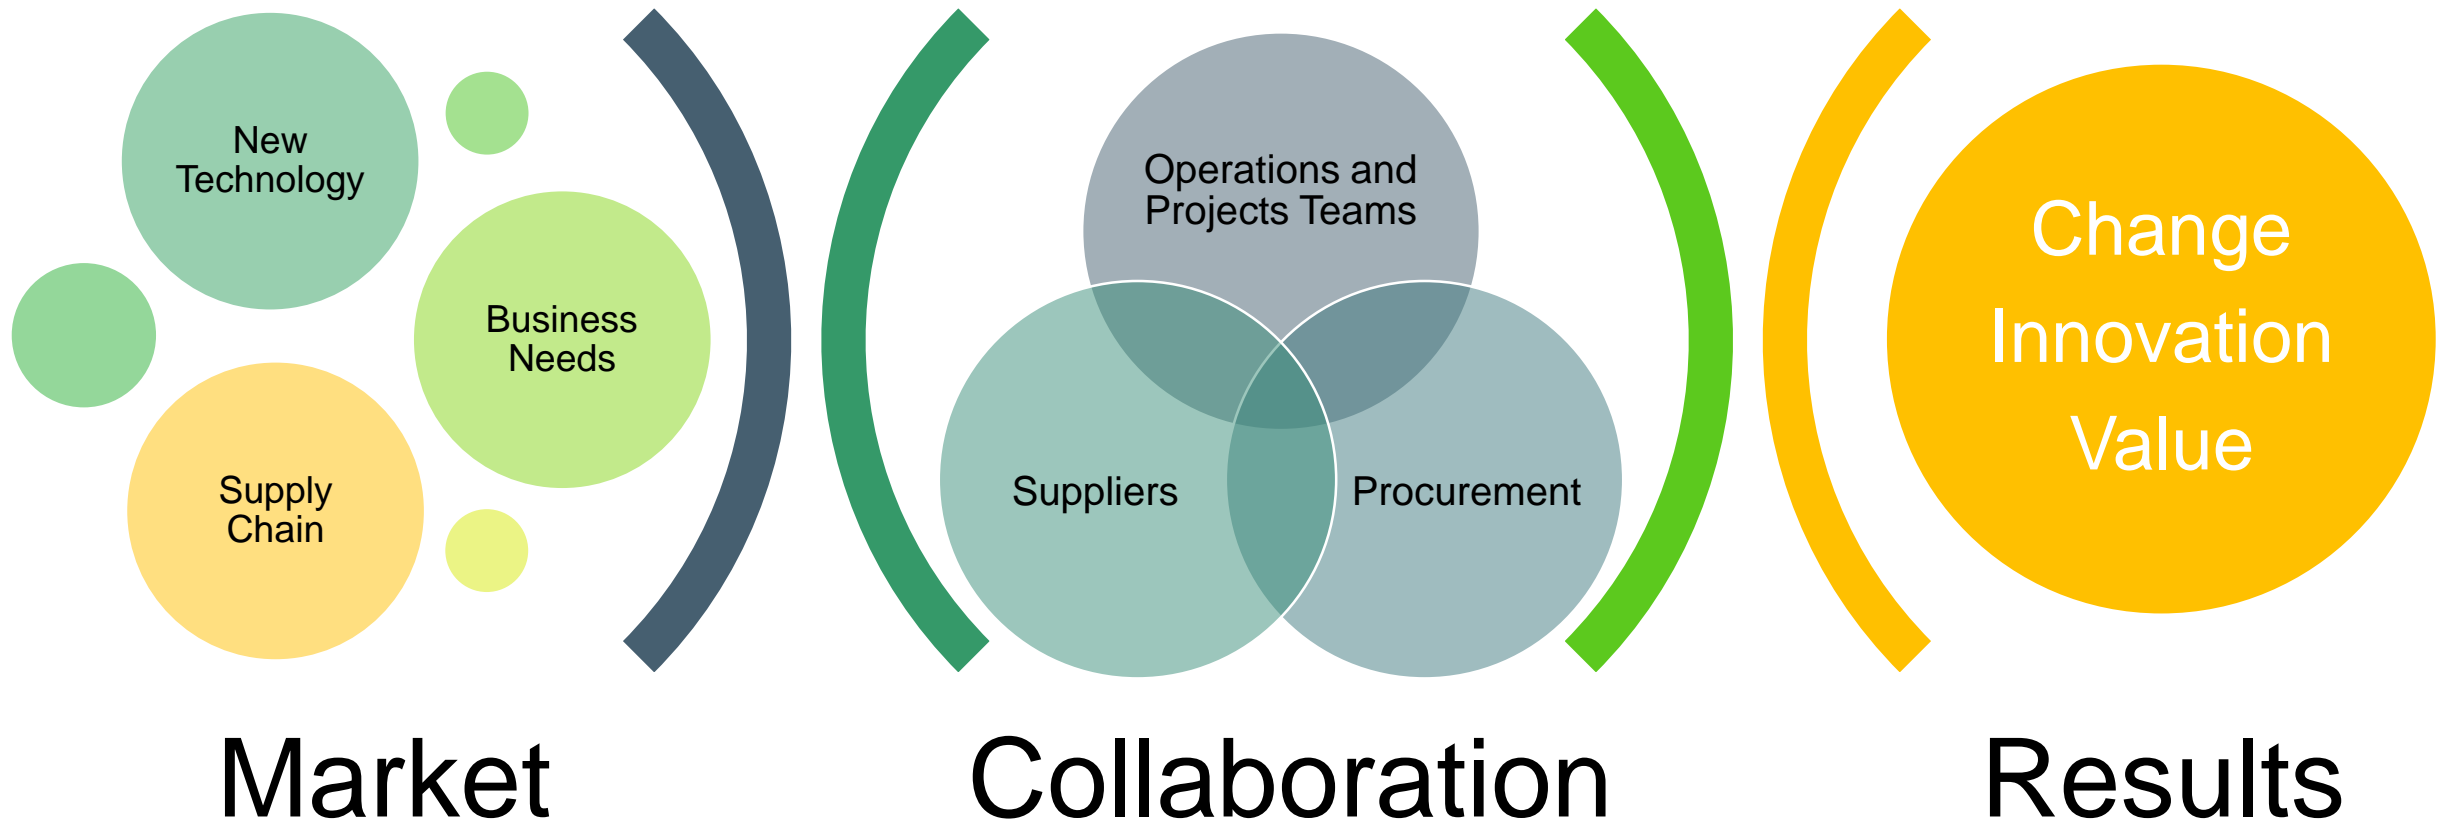 New
Technology
Business
Needs
Supply
Chain
Market
Operations and
Projects Teams
Suppliers
Procurement
Collaboration
Change
Innovation
Value
Results